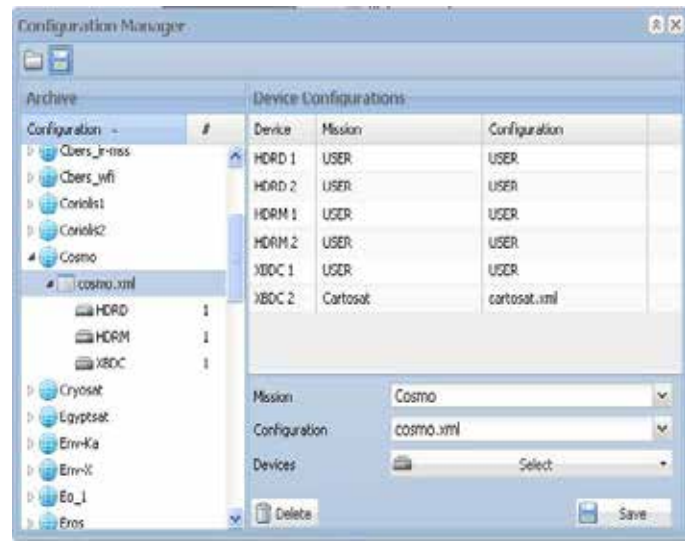 Configuration Manager
Archive
Device Configurations
Configuration #
Device Mission Configuration
Cbers_ir-mss
Cbers_wfi
Coriolis1
Coriolis2
Cosmo
cosmo.xml
HDRD 1
HDRM 1
XBDC 1
Cryosat
Egyptsat
Env-Ka
Env-X
Eo_1
Eros
HDRD 1 USER USER
HDRD 2 USER USER
HDRM 1 USER USER
HDRM 2 USER USER
XBDC 1 USER USER
XBDC 2 Cartosat cartosat.xml
Mission Cosmo
Configuration cosmo.xml
Devices Select
Delete Save